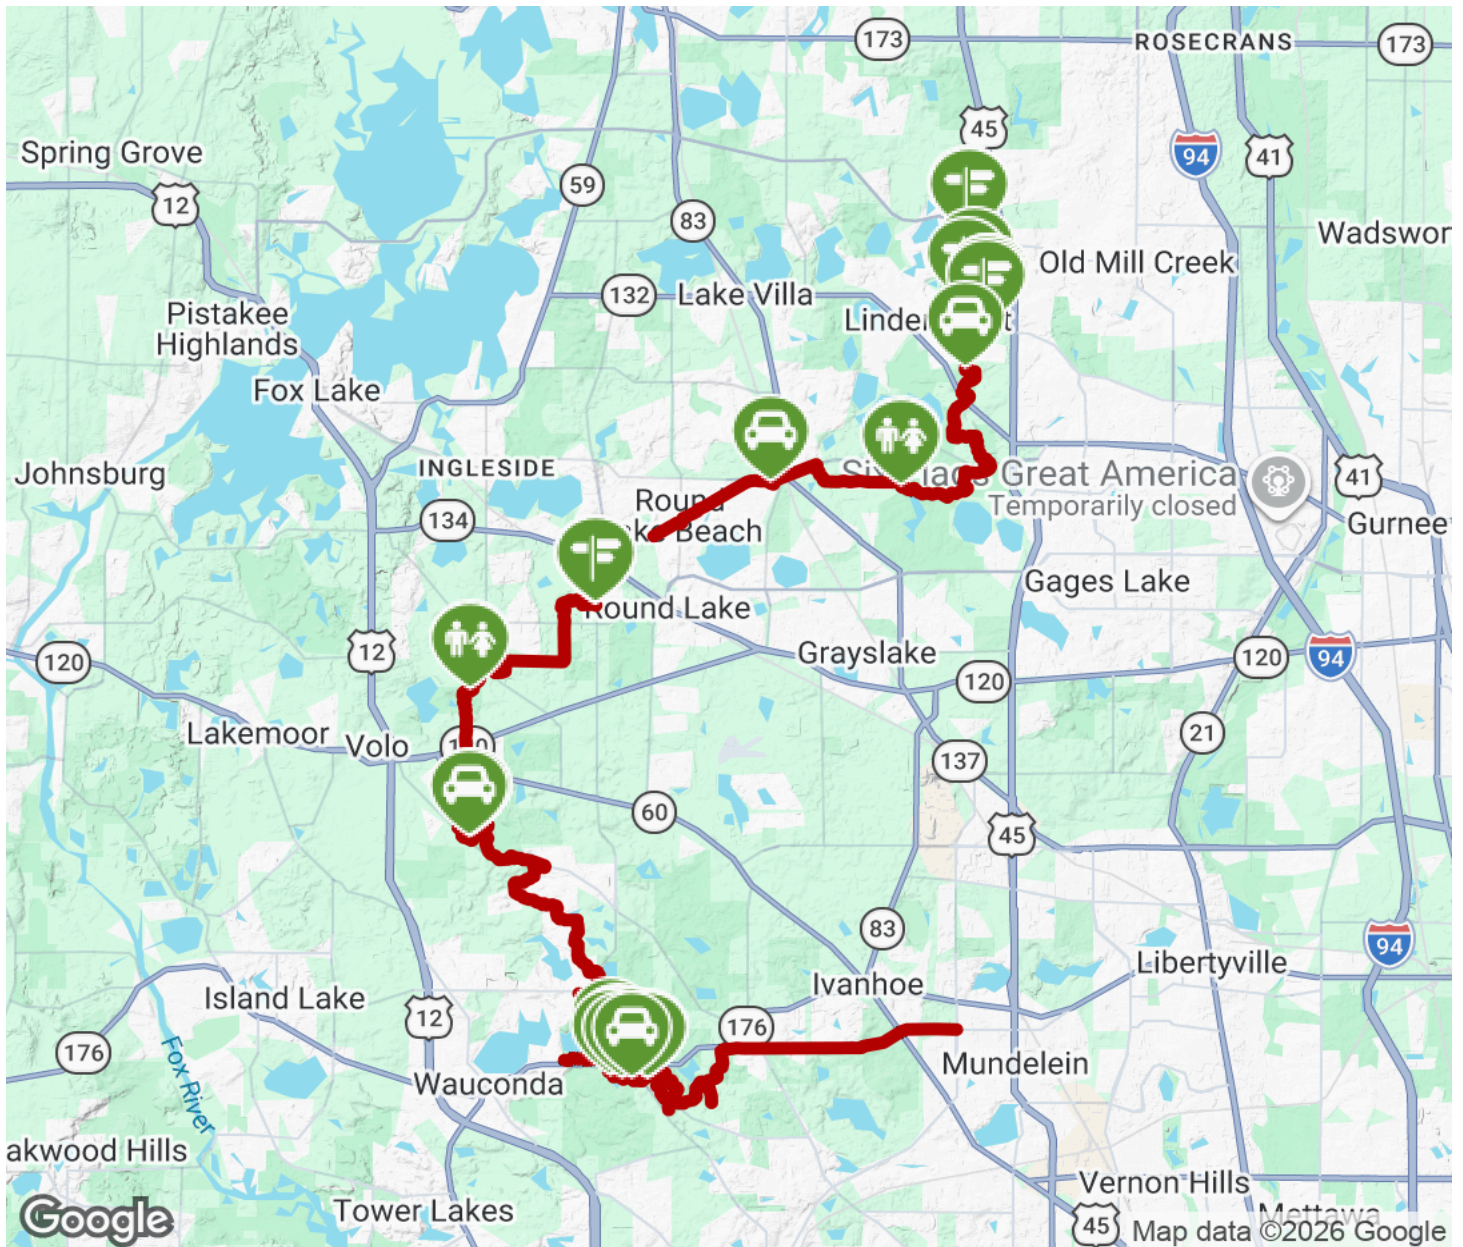 173
ROSECRANS
173
45
94
41
Spring Grove
12
59
83
Wadswor
Old Mill Creek
132
Lake Villa
Pistakee
Highlands
Fox Lake
INGLESIDE
Johnsburg
Great America
Temporarily closed
41
Gurnee
134
Beach
Gages Lake
Round Lake
12
120
Grayslake
120
120
94
Lakemoor
Volo
21
137
60
45
83
94
Libertyville
Ivanhoe
Island Lake
12
176
176
Mundelein
Wauconda
Fox River
akwood Hills
Vernon Hills
Tower Lakes
Mettawa
45
Google
Map data ©2026 Google